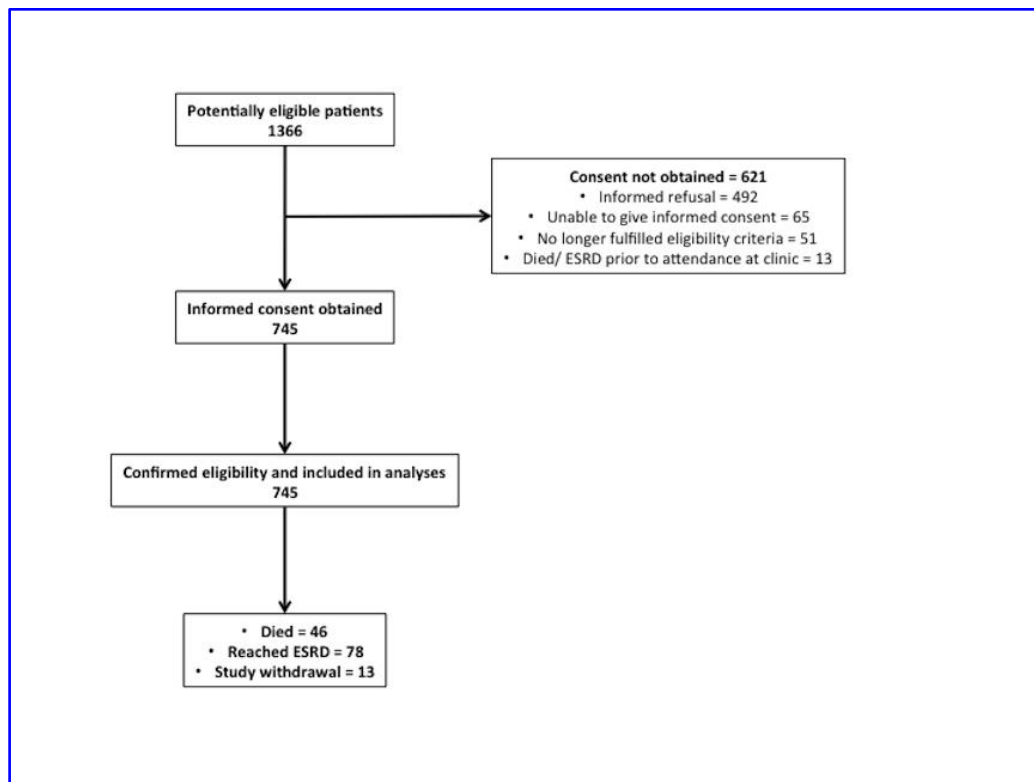 Potentially eligible patients
1366
Consent not obtained = 621
• Informed refusal = 492
• Unable to give informed consent = 65
• No longer fulfilled eligibility criteria = 51
• Died/ ESRD prior to attendance at clinic = 13
Informed consent obtained
745
Confirmed eligibility and included in analyses
745
• Died = 46
• Reached ESRD = 78
• Study withdrawal = 13